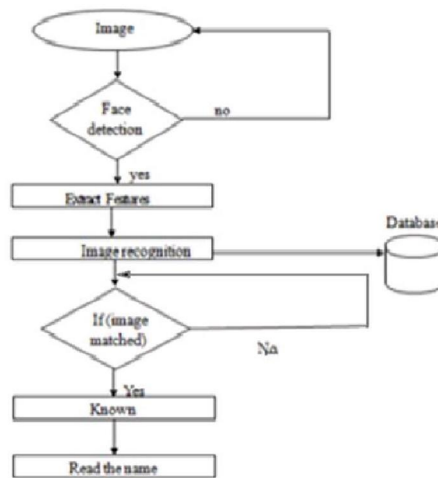 Image
Face
detection
no
yes
Extract Features
Database
Image recognition
If (image
matched)
No
Yes
Known
Read the name